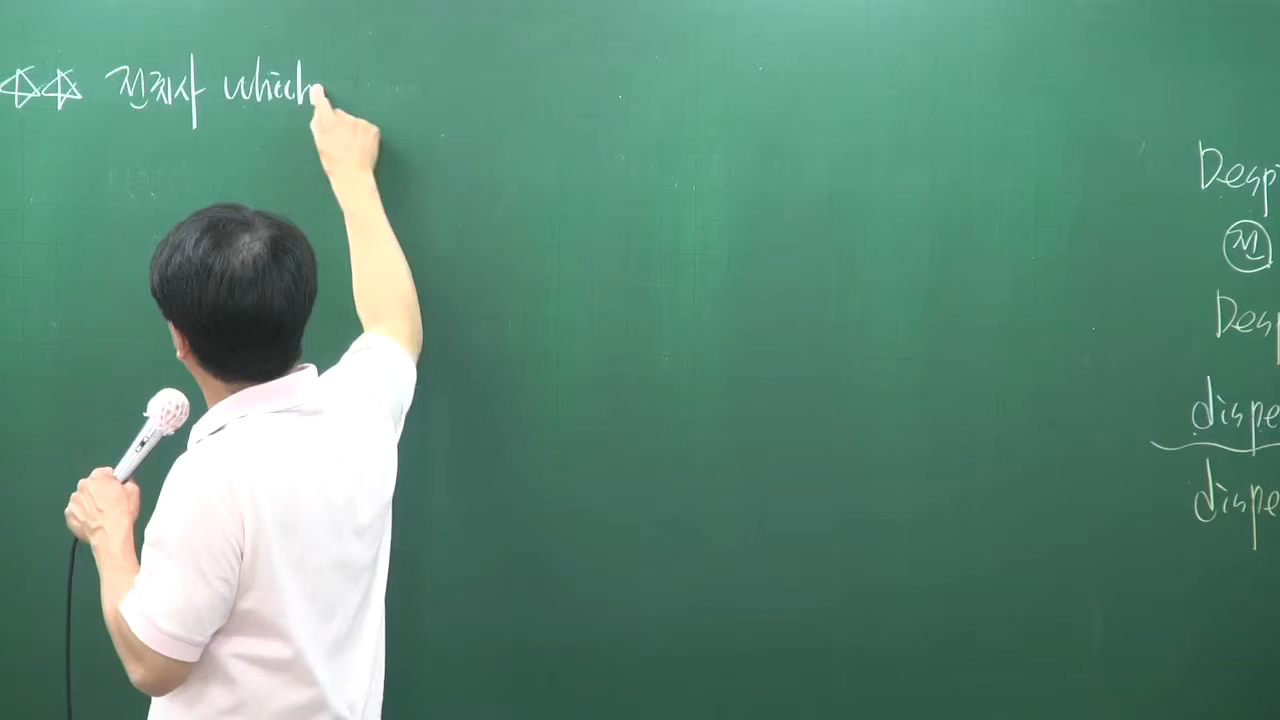 ☆☆ 전치사 which
Desp
전
Desp
dispe
dispe